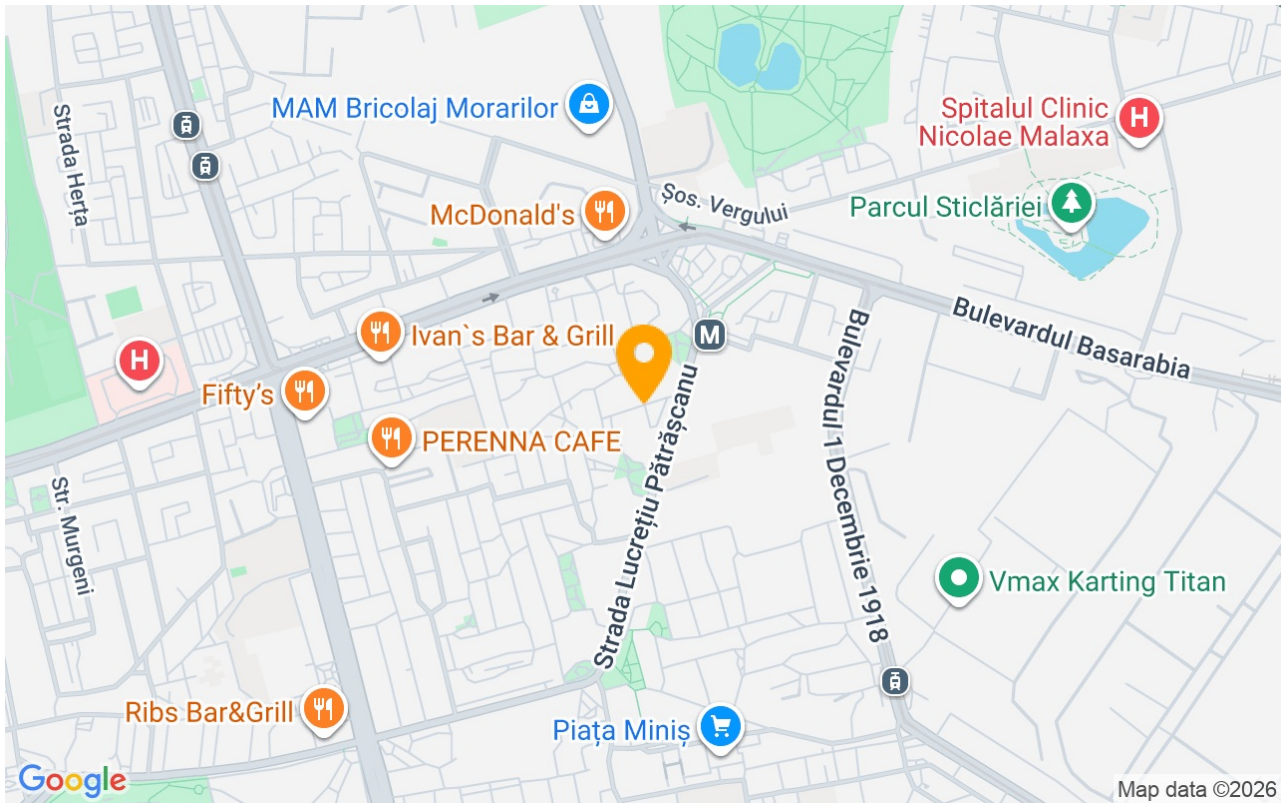 Strada Herța
MAM Bricolaj Morarilor
Spitalul Clinic
Nicolae Malaxa
H
McDonald's
Șos. Vergului
Parcul Sticlăriei
Ivan`s Bar & Grill
M
Bulevardul Basarabia
H
Fifty’s
PERENNA CAFE
Strada Lucrețiu Pătrășcanu
Bulevardul 1 Decembrie 1918
Str. Murgeni
Vmax Karting Titan
Ribs Bar&Grill
Piața Miniș
Google
Map data ©2026